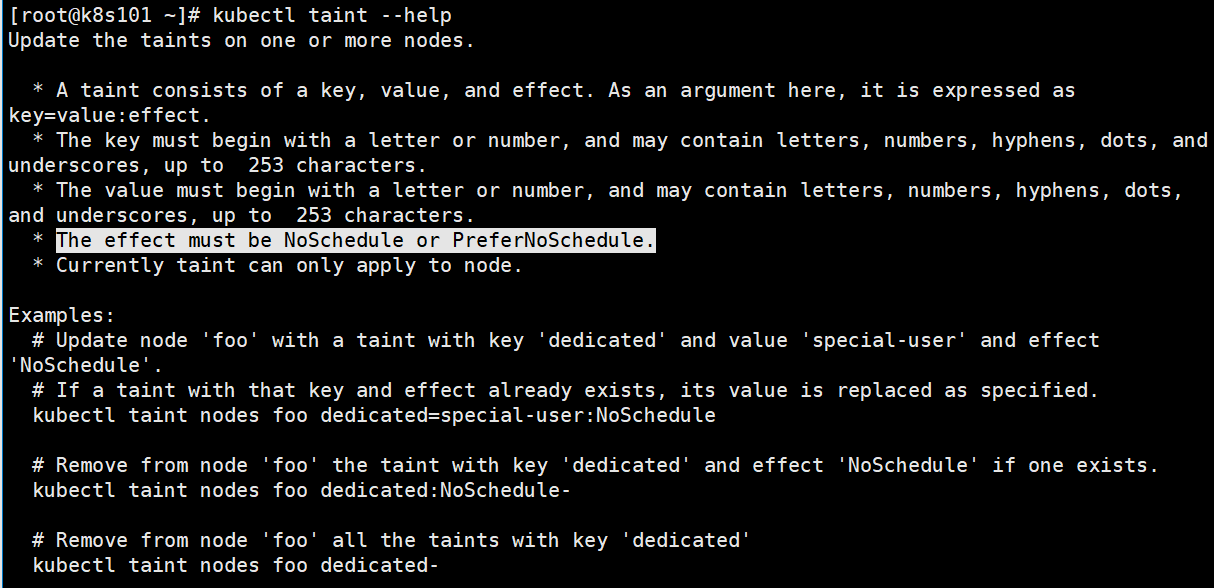 [root@k8s101 ~]# kubectl taint --help
Update the taints on one or more nodes.
  * A taint consists of a key, value, and effect. As an argument here, it is expressed as
key=value:effect.
  * The key must begin with a letter or number, and may contain letters, numbers, hyphens, dots, and
underscores, up to  253 characters.
  * The value must begin with a letter or number, and may contain letters, numbers, hyphens, dots,
and underscores, up to  253 characters.
  * The effect must be NoSchedule or PreferNoSchedule.
  * Currently taint can only apply to node.
Examples:
  # Update node 'foo' with a taint with key 'dedicated' and value 'special-user' and effect
'NoSchedule'.
  # If a taint with that key and effect already exists, its value is replaced as specified.
  kubectl taint nodes foo dedicated=special-user:NoSchedule
  # Remove from node 'foo' the taint with key 'dedicated' and effect 'NoSchedule' if one exists.
  kubectl taint nodes foo dedicated:NoSchedule-
  # Remove from node 'foo' all the taints with key 'dedicated'
  kubectl taint nodes foo dedicated-